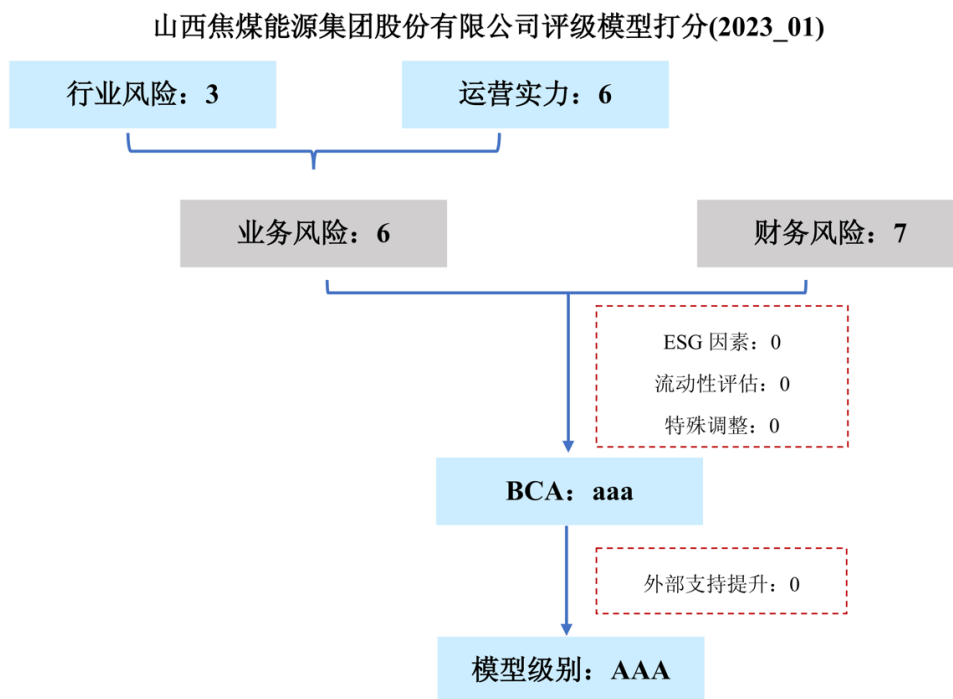 山西焦煤能源集团股份有限公司评级模型打分(2023_01)
行业风险：3
运营实力：6
业务风险：6
财务风险：7
ESG 因素：0
流动性评估：0
特殊调整：0
BCA：aaa
外部支持提升：0
模型级别：AAA